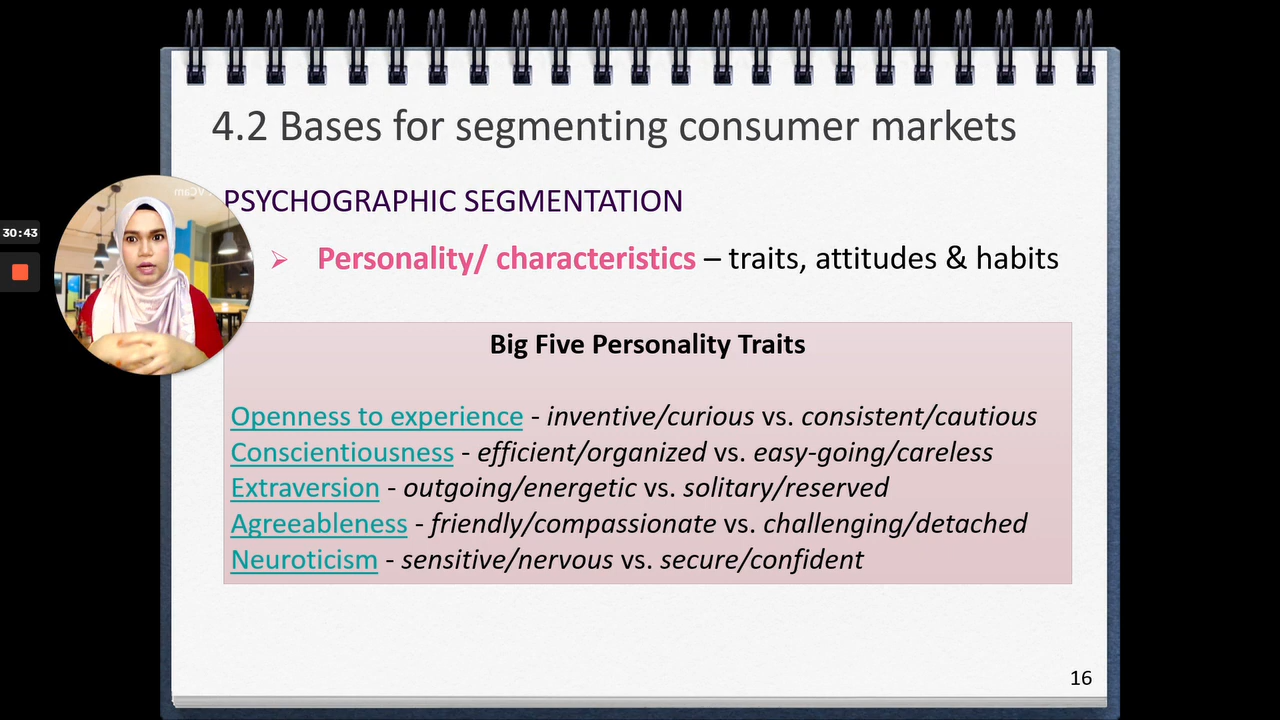 4.2 Bases for segmenting consumer markets
vCam
PSYCHOGRAPHIC SEGMENTATION
30:43
➢ Personality/ characteristics – traits, attitudes & habits
Big Five Personality Traits
Openness to experience - inventive/curious vs. consistent/cautious
Conscientiousness - efficient/organized vs. easy-going/careless
Extraversion - outgoing/energetic vs. solitary/reserved
Agreeableness - friendly/compassionate vs. challenging/detached
Neuroticism - sensitive/nervous vs. secure/confident
16